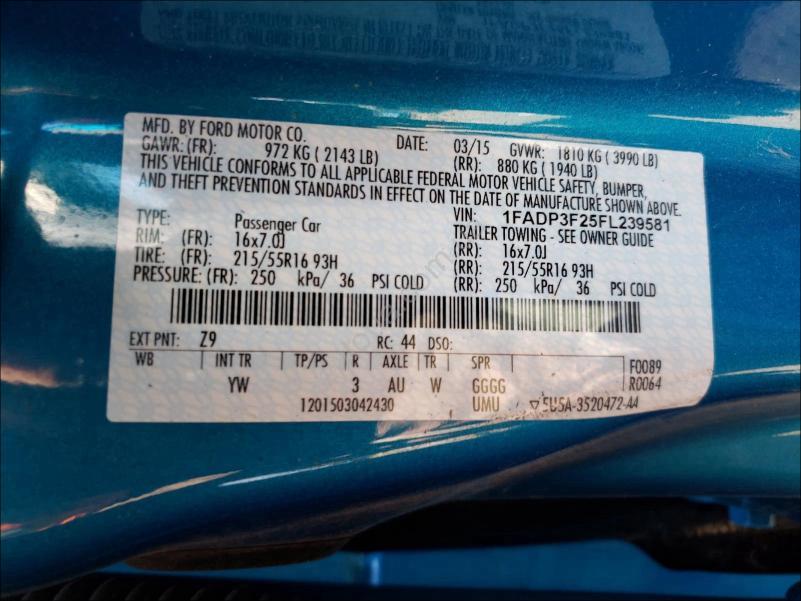 MFD. BY FORD MOTOR CO. DATE: 03/15 GVWR: 1810 KG ( 3990 LB)
GAWR: (FR): 972 KG ( 2143 LB) (RR): 880 KG ( 1940 LB)
THIS VEHICLE CONFORMS TO ALL APPLICABLE FEDERAL MOTOR VEHICLE SAFETY, BUMPER,
AND THEFT PREVENTION STANDARDS IN EFFECT ON THE DATE OF MANUFACTURE SHOWN ABOVE.
VIN: 1FADP3F25FL239581
TYPE: Passenger Car TRAILER TOWING - SEE OWNER GUIDE
RIM: (FR): 16x7.0J (RR): 16x7.0J
TIRE: (FR): 215/55R16 93H (RR): 215/55R16 93H
PRESSURE: (FR): 250 kPa/ 36 PSI COLD (RR): 250 kPa/ 36 PSI COLD
EXT PNT: Z9 RC: 44 DSO:
WB INT TR TP/PS R AXLE TR SPR F0089
YW 3 AU W GGGG R0064
1201503042430 UMU ▽5U5A-3520472-AA